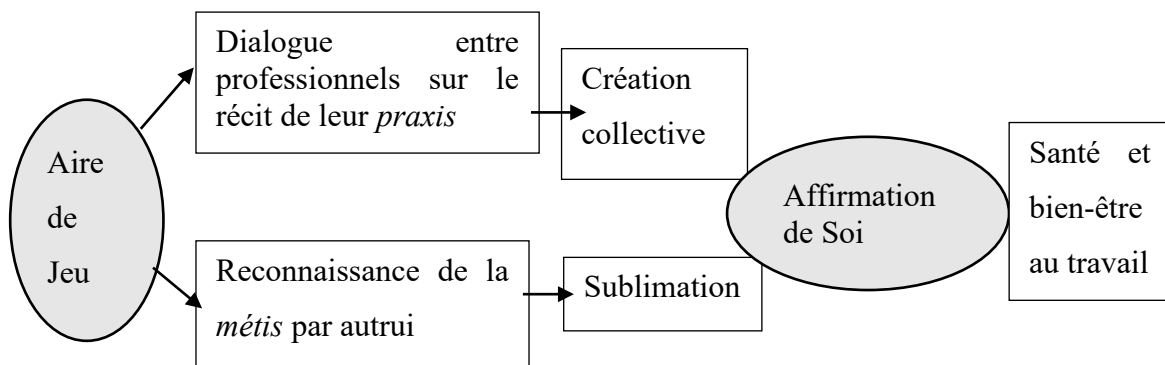 Aire
de
Jeu
Dialogue entre
professionnels sur le
récit de leur praxis
Reconnaissance de la
métis par autrui
Création
collective
Sublimation
Affirmation
de Soi
Santé et
bien-être
au travail